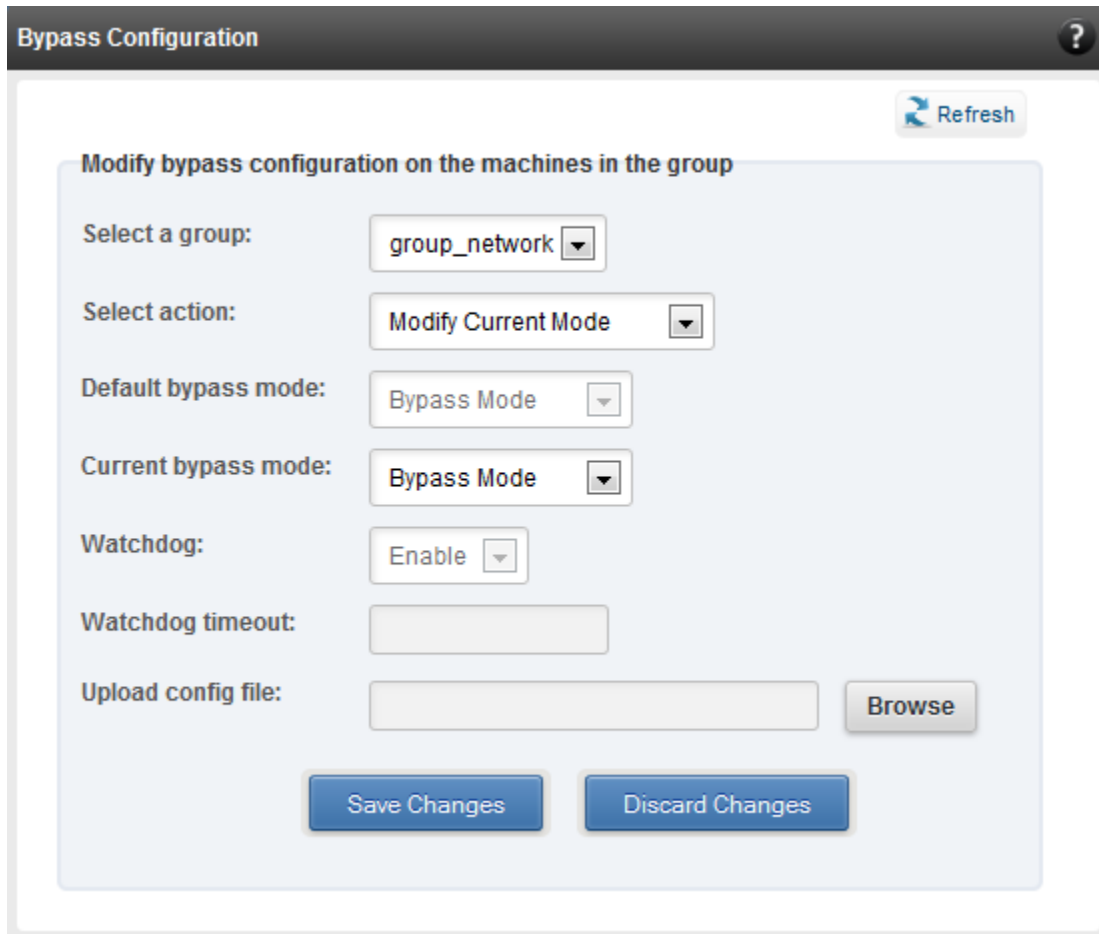 Bypass Configuration ?
Refresh
Modify bypass configuration on the machines in the group
Select a group: group_network
Select action: Modify Current Mode
Default bypass mode: Bypass Mode
Current bypass mode: Bypass Mode
Watchdog: Enable
Watchdog timeout:
Upload config file: Browse
Save Changes Discard Changes